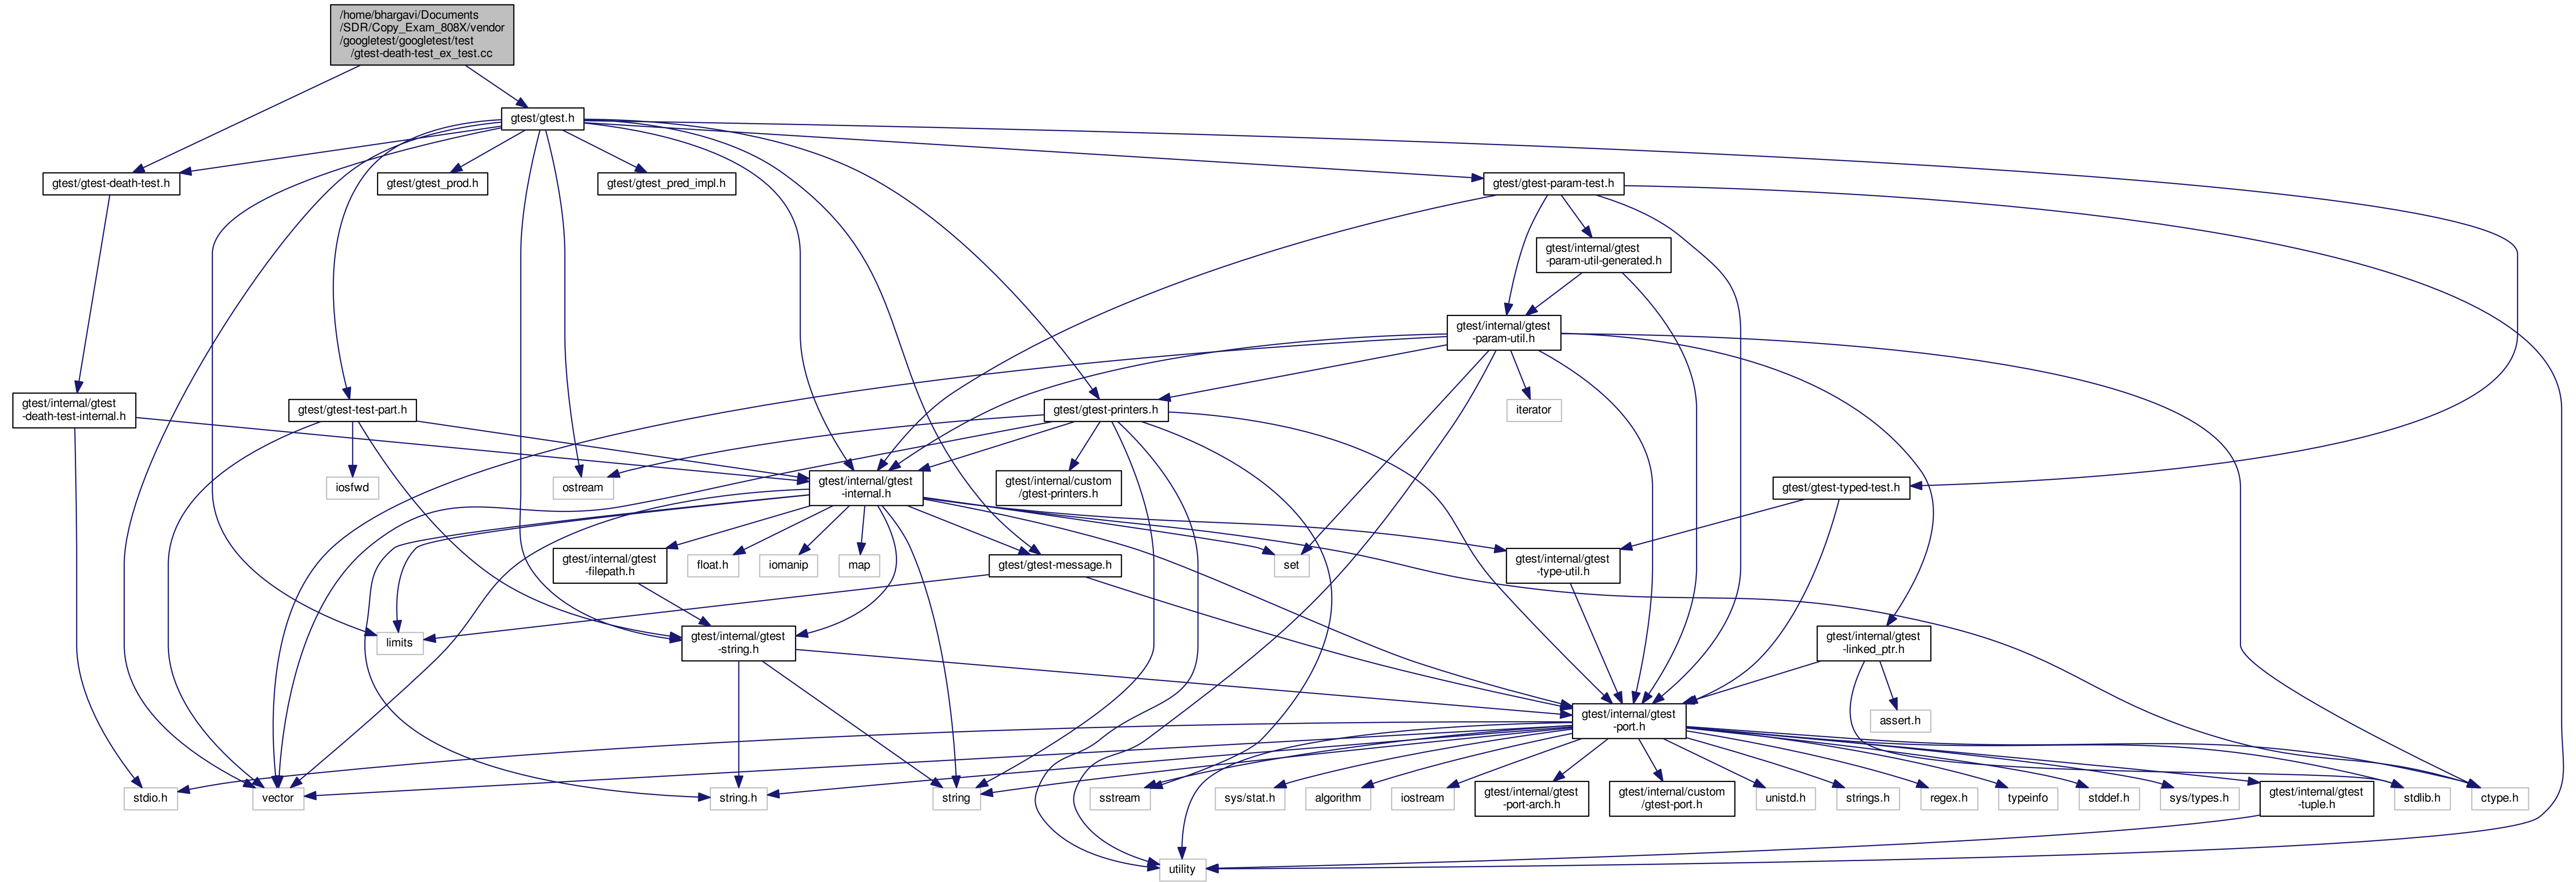 /home/bhargavi/Documents
/SDR/Copy_Exam_808X/vendor
/googletest/googletest/test
/gtest-death-test_ex_test.cc
gtest/gtest.h
gtest/gtest-death-test.h
gtest/gtest_prod.h
gtest/gtest_pred_impl.h
gtest/gtest-param-test.h
gtest/internal/gtest
-param-util-generated.h
gtest/internal/gtest
-param-util.h
gtest/internal/gtest
-death-test-internal.h
gtest/gtest-test-part.h
gtest/gtest-printers.h
iterator
iosfwd
ostream
gtest/internal/gtest
-internal.h
gtest/internal/custom
/gtest-printers.h
gtest/gtest-typed-test.h
gtest/internal/gtest
-filepath.h
float.h
iomanip
map
gtest/gtest-message.h
set
gtest/internal/gtest
-type-util.h
limits
gtest/internal/gtest
-string.h
gtest/internal/gtest
-linked_ptr.h
gtest/internal/gtest
-port.h
assert.h
stdio.h
vector
string.h
string
sstream
sys/stat.h
algorithm
iostream
gtest/internal/gtest
-port-arch.h
gtest/internal/custom
/gtest-port.h
unistd.h
strings.h
regex.h
typeinfo
stddef.h
sys/types.h
gtest/internal/gtest
-tuple.h
stdlib.h
ctype.h
utility